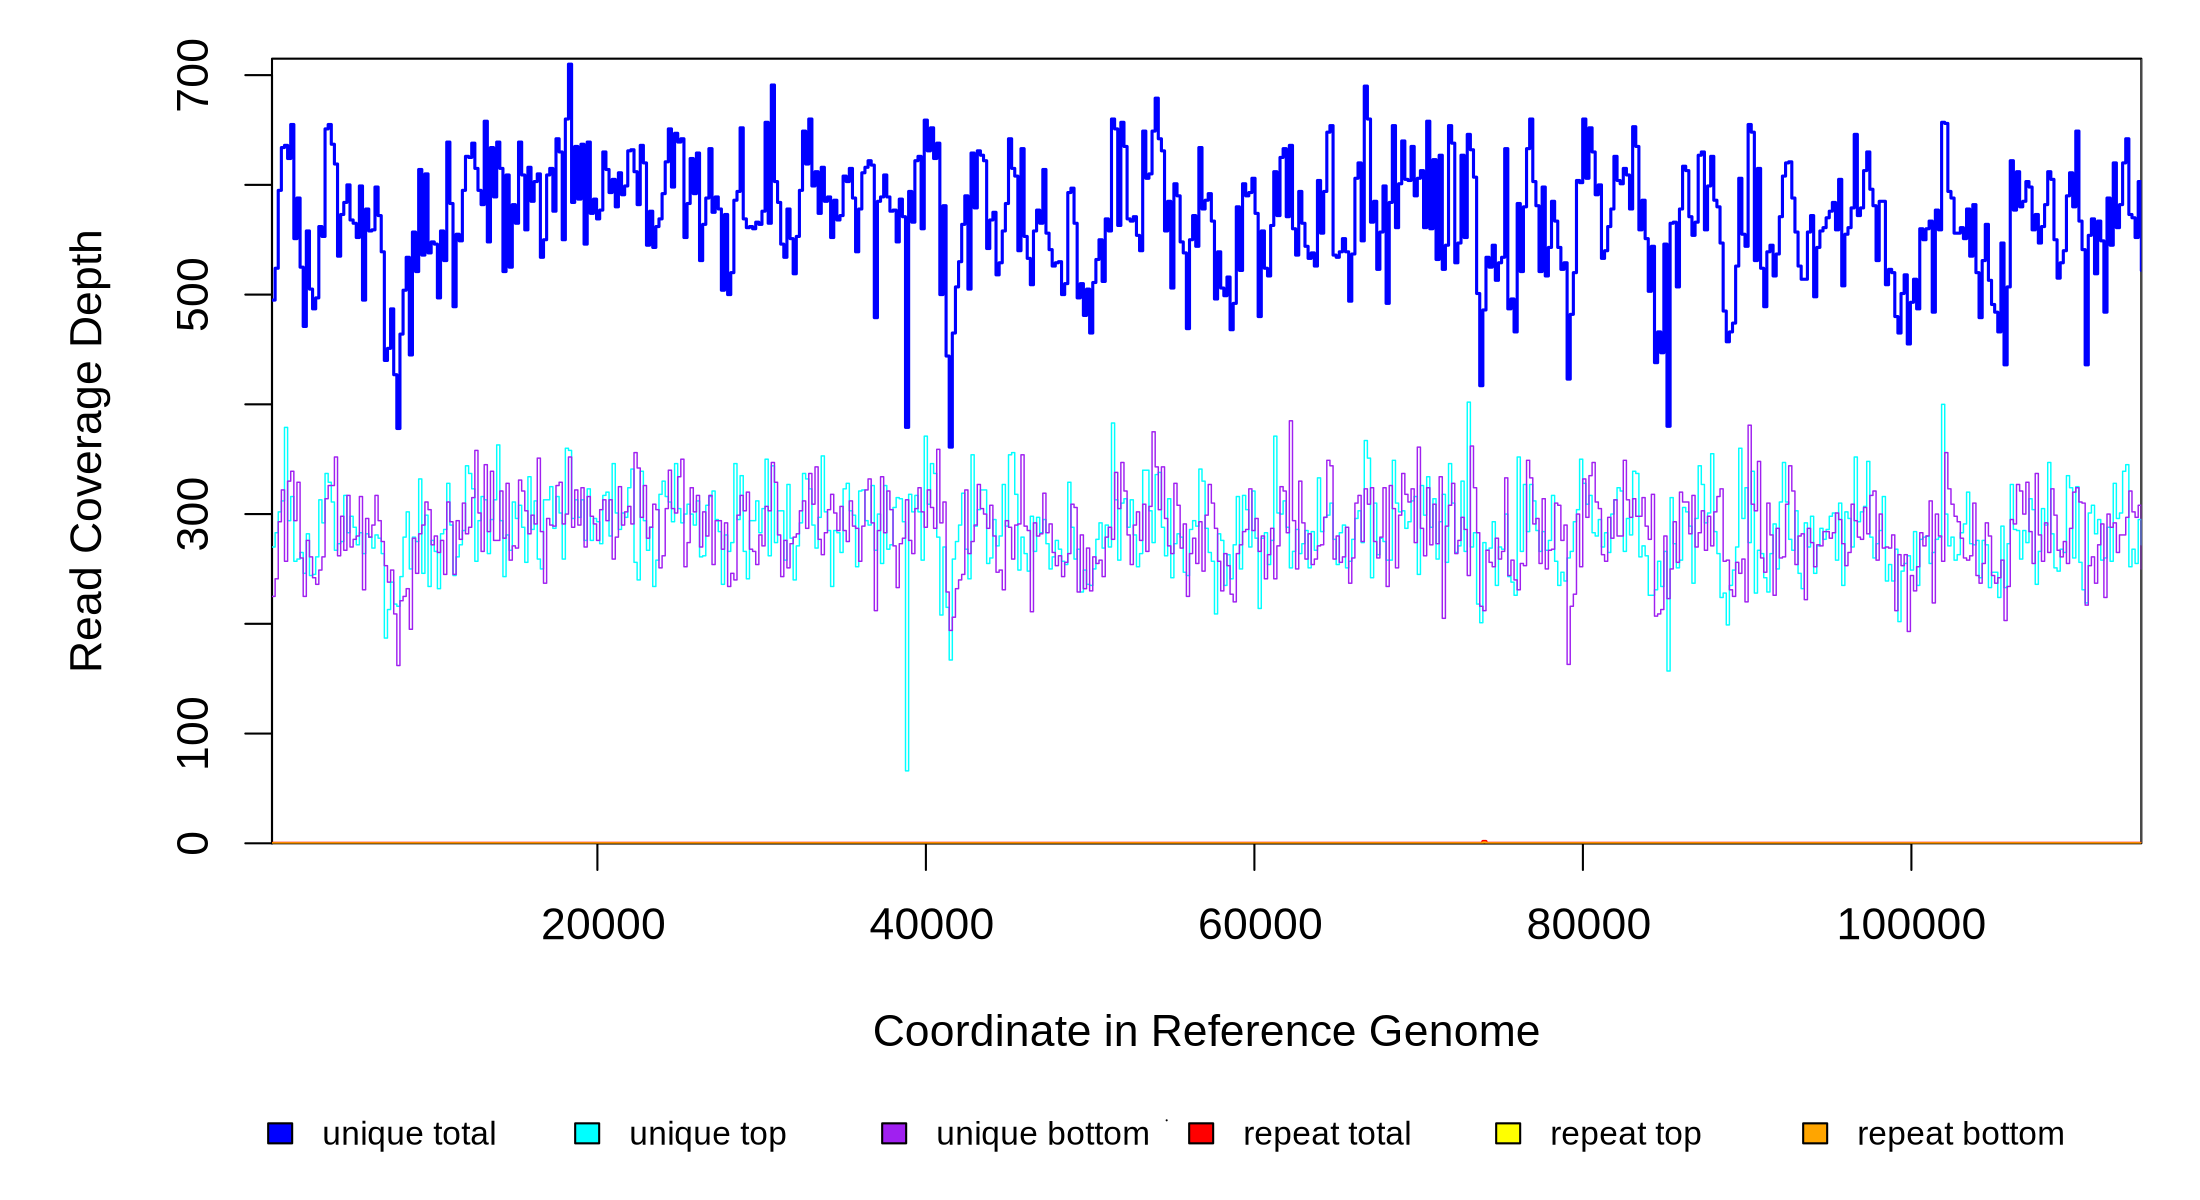 700
500
300
100
0
Read Coverage Depth
20000 40000 60000 80000 100000
Coordinate in Reference Genome
unique total unique top unique bottom repeat total repeat top repeat bottom